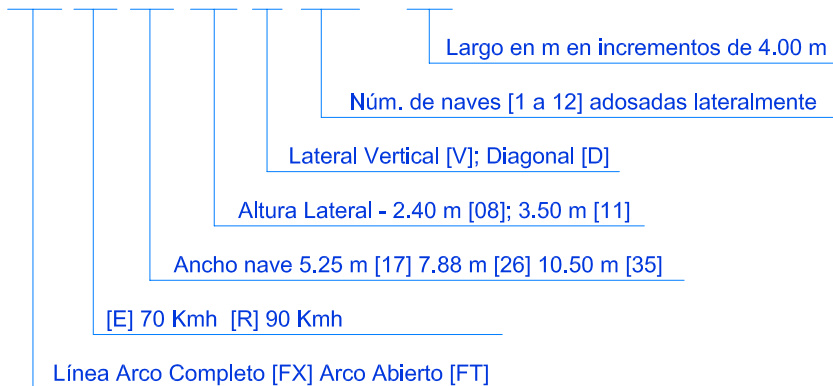 Largo en m en incrementos de 4.00 m
Núm. de naves [1 a 12] adosadas lateralmente
Lateral Vertical [V]; Diagonal [D]
Altura Lateral - 2.40 m [08]; 3.50 m [11]
Ancho nave 5.25 m [17] 7.88 m [26] 10.50 m [35]
[E] 70 Kmh [R] 90 Kmh
Línea Arco Completo [FX] Arco Abierto [FT]